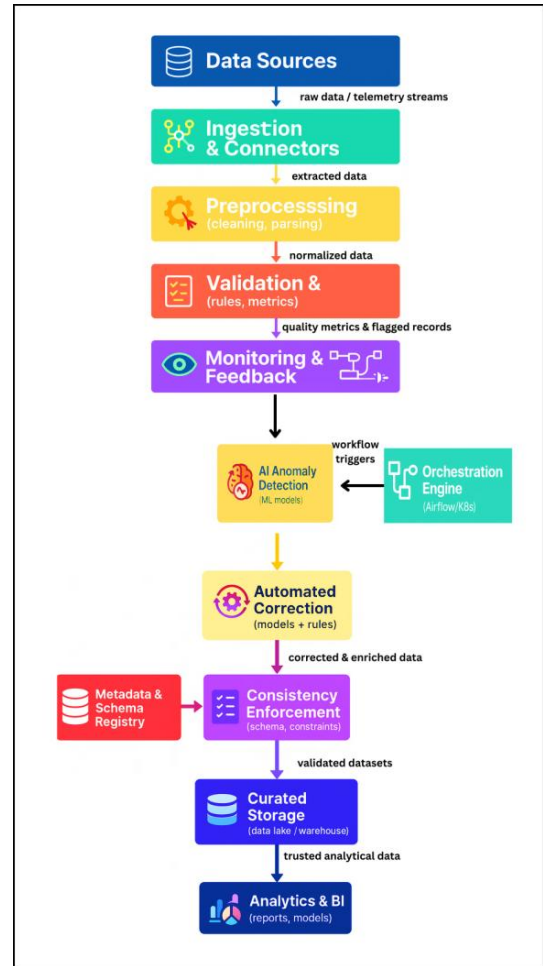 Data Sources
raw data / telemetry streams
Ingestion
& Connectors
extracted data
Preprocesssing
(cleaning, parsing)
normalized data
Validation &
(rules, metrics)
quality metrics & flagged records
Monitoring &
Feedback
workflow
triggers
AI Anomaly
Detection
(ML models)
Orchestration
Engine
(Airflow/K8s)
Automated
Correction
(models + rules)
corrected & enriched data
Metadata &
Schema
Registry
Consistency
Enforcement
(schema, constraints)
validated datasets
Curated
Storage
(data lake / warehouse)
trusted analytical data
Analytics & BI
(reports, models)